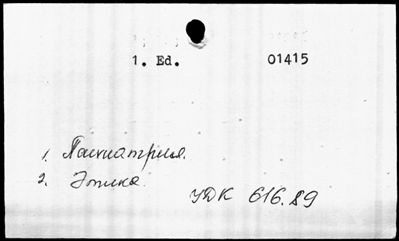 1. Ed. 01415
1. Психиатрия.
2. Этика.
УДК 616.89